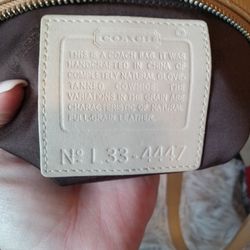 COACH
THIS IS A COACH BAG. IT WAS
HANDCRAFTED IN CHINA OF
COMPLETELY NATURAL GLOVE-
TANNED COWHIDE. THE
VARIATIONS IN THE GRAIN ARE
CHARACTERISTIC OF NATURAL
FULL-GRAIN LEATHER.
Nº L33-4447